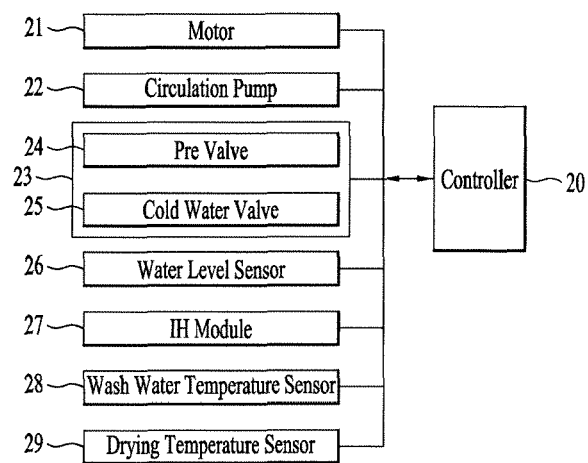 21 Motor
22 Circulation Pump
24 Pre Valve
23
25 Cold Water Valve
Controller 20
26 Water Level Sensor
27 IH Module
28 Wash Water Temperature Sensor
29 Drying Temperature Sensor